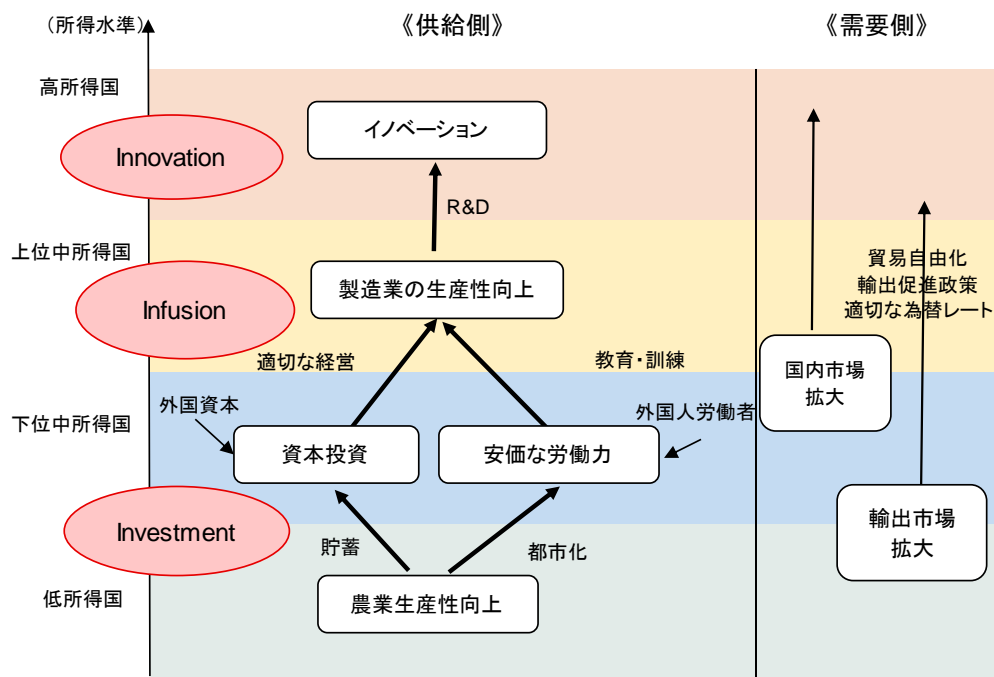 (所得水準)
《供給側》
《需要側》
高所得国
イノベーション
Innovation
R&D
上位中所得国
貿易自由化
輸出促進政策
適切な為替レート
製造業の生産性向上
Infusion
適切な経営
教育・訓練
国内市場
拡大
外国資本
外国人労働者
下位中所得国
資本投資
安価な労働力
Investment
輸出市場
拡大
貯蓄
都市化
低所得国
農業生産性向上